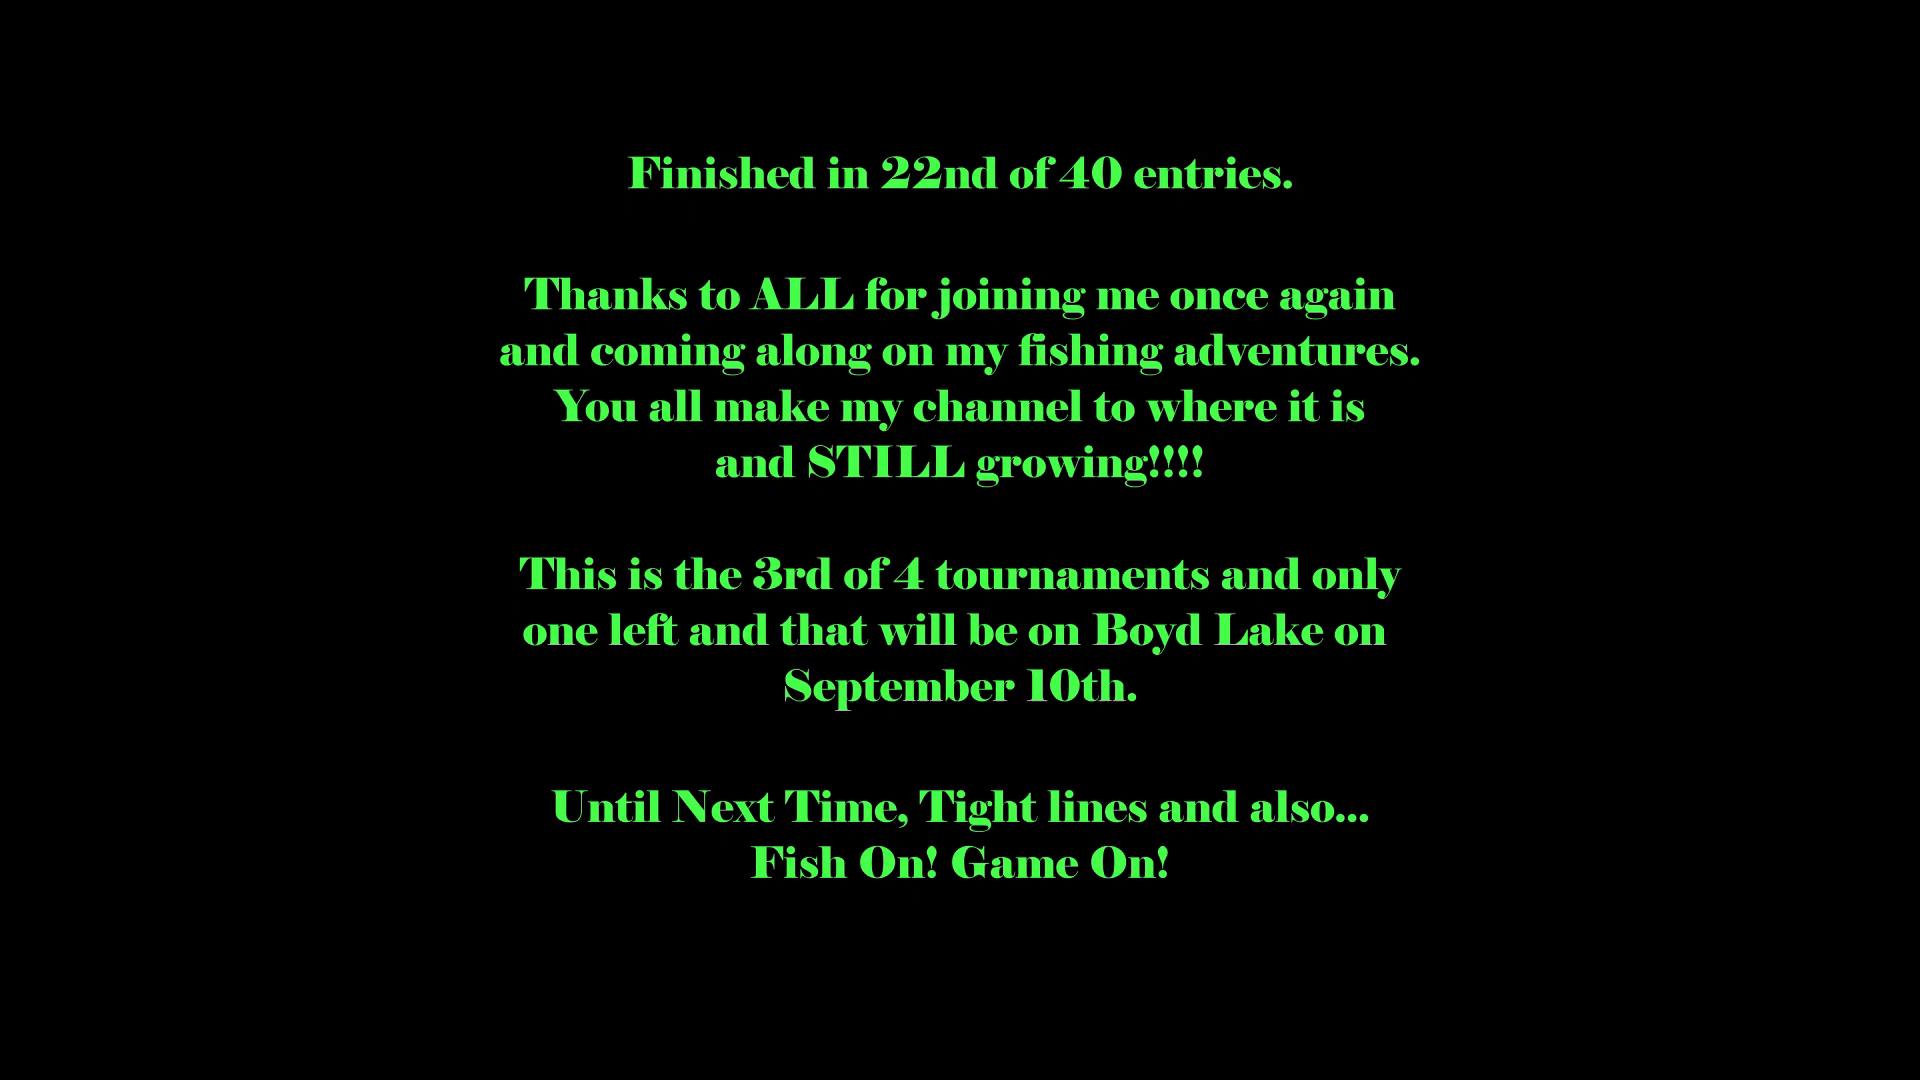 Finished in 22nd of 40 entries.
Thanks to ALL for joining me once again
and coming along on my fishing adventures.
You all make my channel to where it is
and STILL growing!!!!
This is the 3rd of 4 tournaments and only
one left and that will be on Boyd Lake on
September 10th.
Until Next Time, Tight lines and also...
Fish On! Game On!